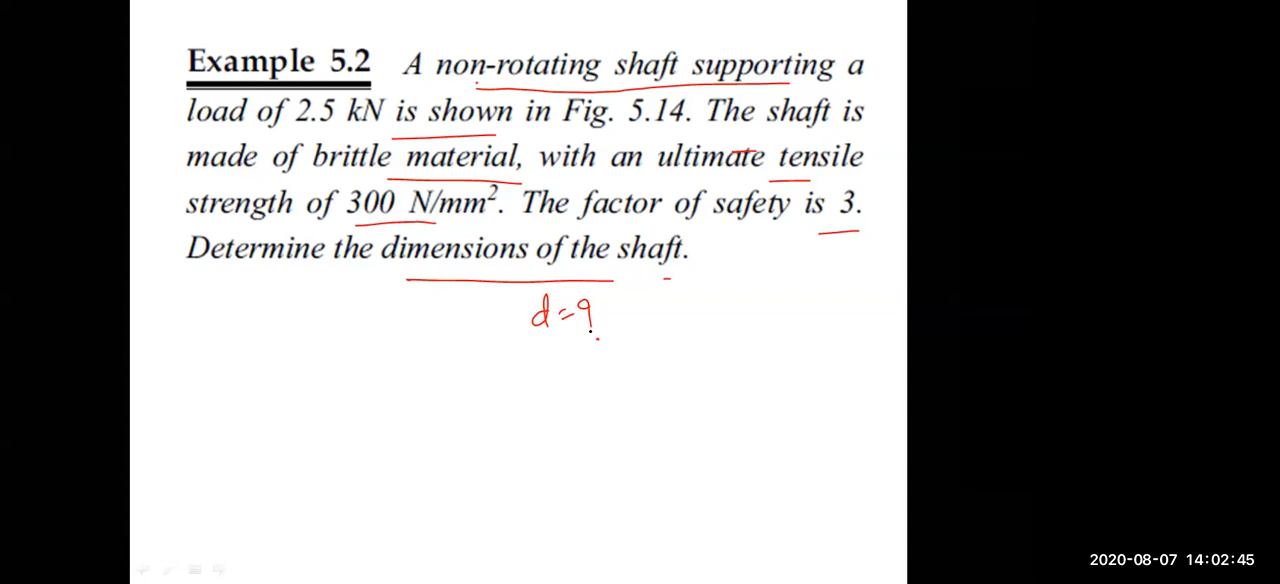 Example 5.2 A non-rotating shaft supporting a
load of 2.5 kN is shown in Fig. 5.14. The shaft is
made of brittle material, with an ultimate tensile
strength of 300 N/mm². The factor of safety is 3.
Determine the dimensions of the shaft.
d=?
2020-08-07 14:02:45